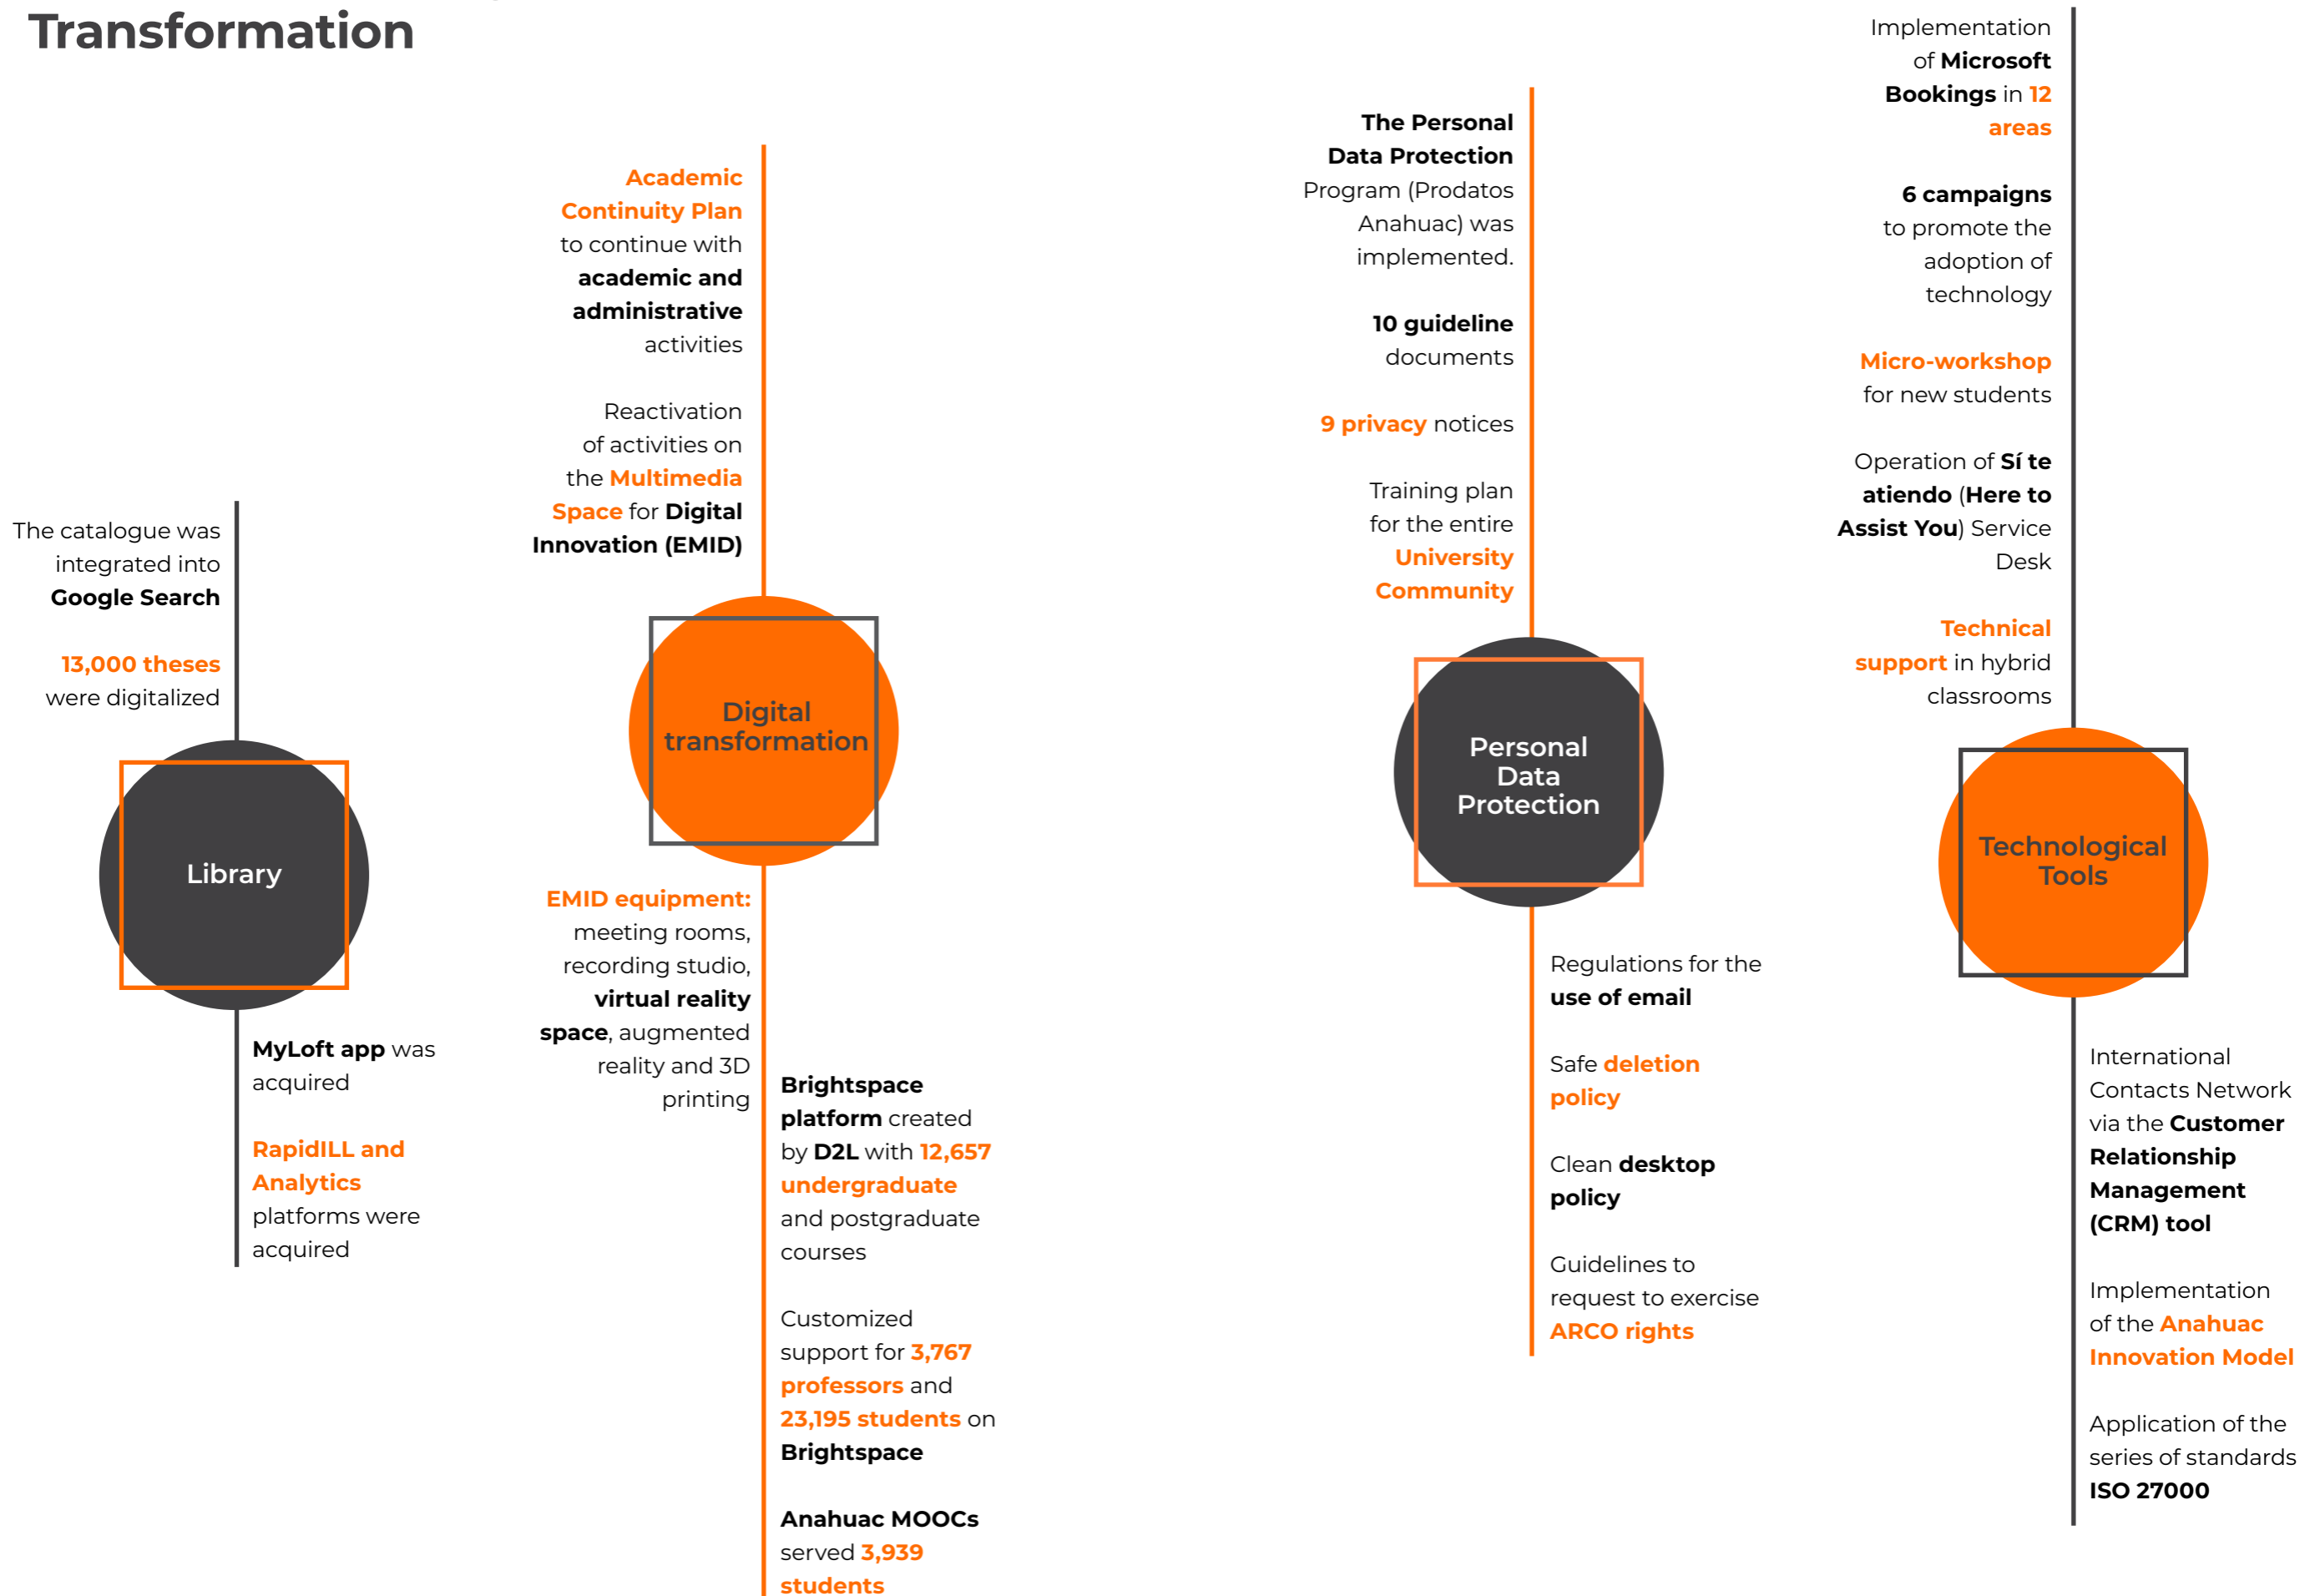 Transformation
The catalogue was
integrated into
Google Search
13,000 theses
were digitalized
Library
MyLoft app was
acquired
RapidILL and
Analytics
platforms were
acquired
Academic
Continuity Plan
to continue with
academic and
administrative
activities
Reactivation
of activities on
the Multimedia
Space for Digital
Innovation (EMID)
Digital
transformation
EMID equipment:
meeting rooms,
recording studio,
virtual reality
space, augmented
reality and 3D
printing
Brightspace
platform created
by D2L with 12,657
undergraduate
and postgraduate
courses
Customized
support for 3,767
professors and
23,195 students on
Brightspace
Anahuac MOOCs
served 3,939
students
The Personal
Data Protection
Program (Prodatos
Anahuac) was
implemented.
10 guideline
documents
9 privacy notices
Training plan
for the entire
University
Community
Personal
Data
Protection
Regulations for the
use of email
Safe deletion
policy
Clean desktop
policy
Guidelines to
request to exercise
ARCO rights
Implementation
of Microsoft
Bookings in 12
areas
6 campaigns
to promote the
adoption of
technology
Micro-workshop
for new students
Operation of Sí te
atiendo (Here to
Assist You) Service
Desk
Technical
support in hybrid
classrooms
Technological
Tools
International
Contacts Network
via the Customer
Relationship
Management
(CRM) tool
Implementation
of the Anahuac
Innovation Model
Application of the
series of standards
ISO 27000